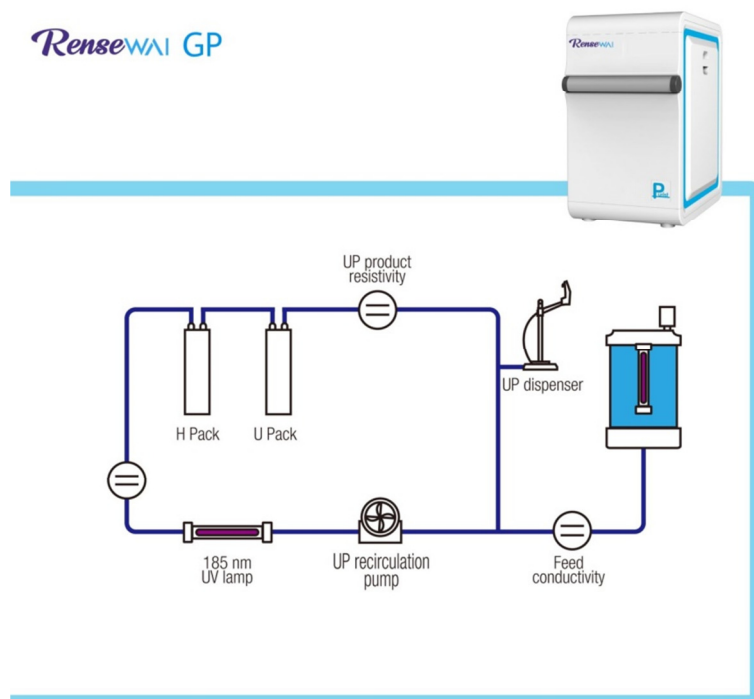 RenseWAI GP
RenseWAI
UP product
resistivity
UP dispenser
H Pack
U Pack
185 nm
UV lamp
UP recirculation
pump
Feed
conductivity